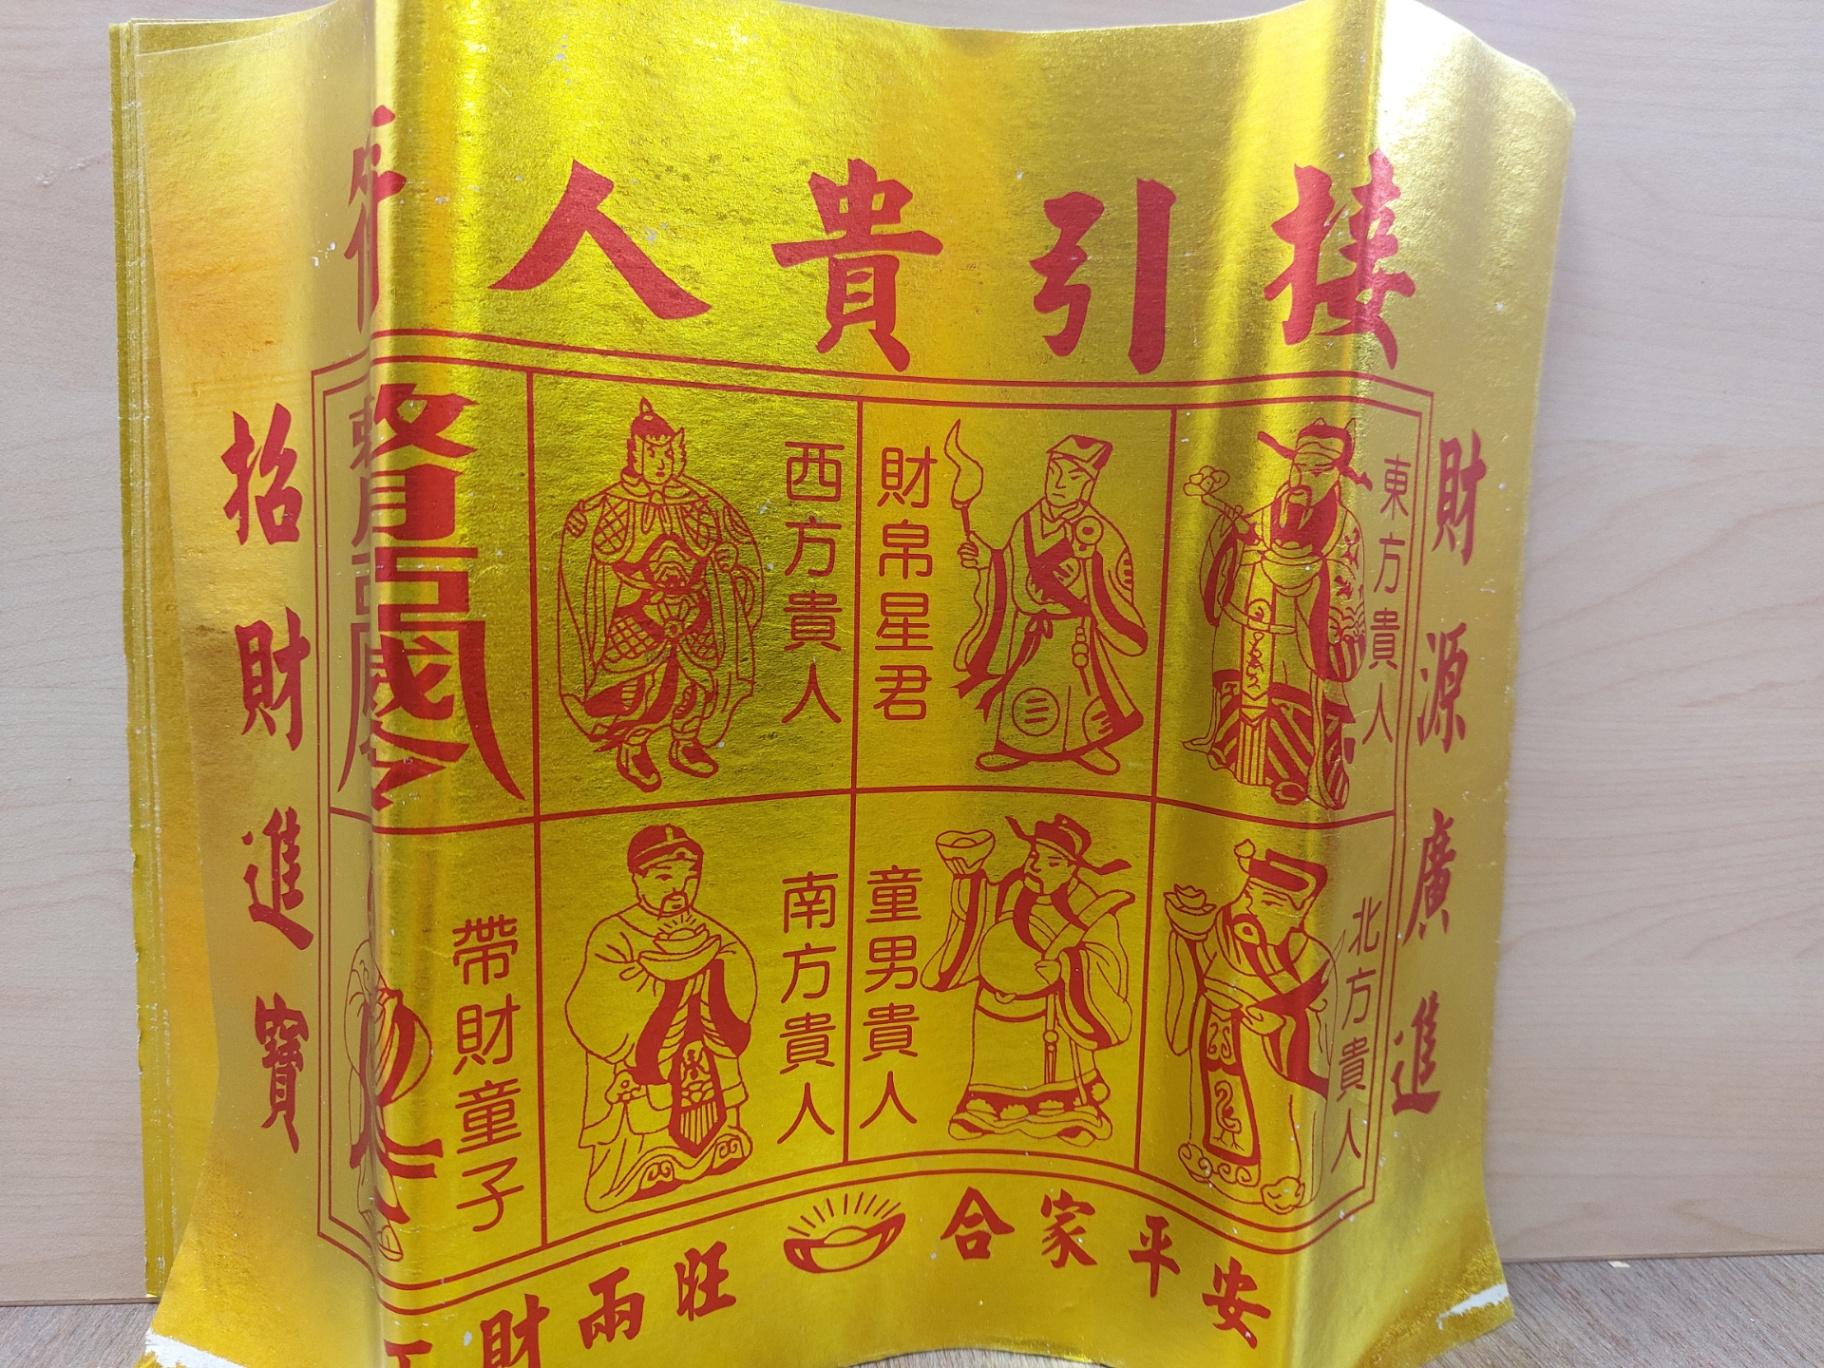 接引貴人
財源廣進
東方貴人
財帛星君
西方貴人
北方貴人
童男貴人
南方貴人
帶財童子
招財進寶
丁財兩旺
合家平安